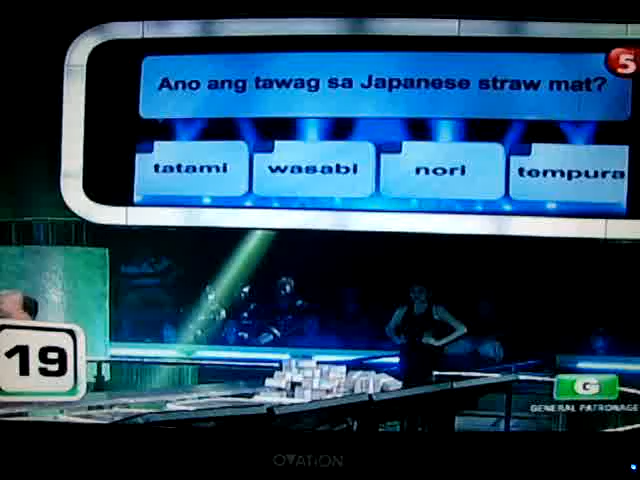 5
Ano ang tawag sa Japanese straw mat?
tatami
wasabi
nori
tempura
19
G
GENERAL PATRONAGE
OVATION